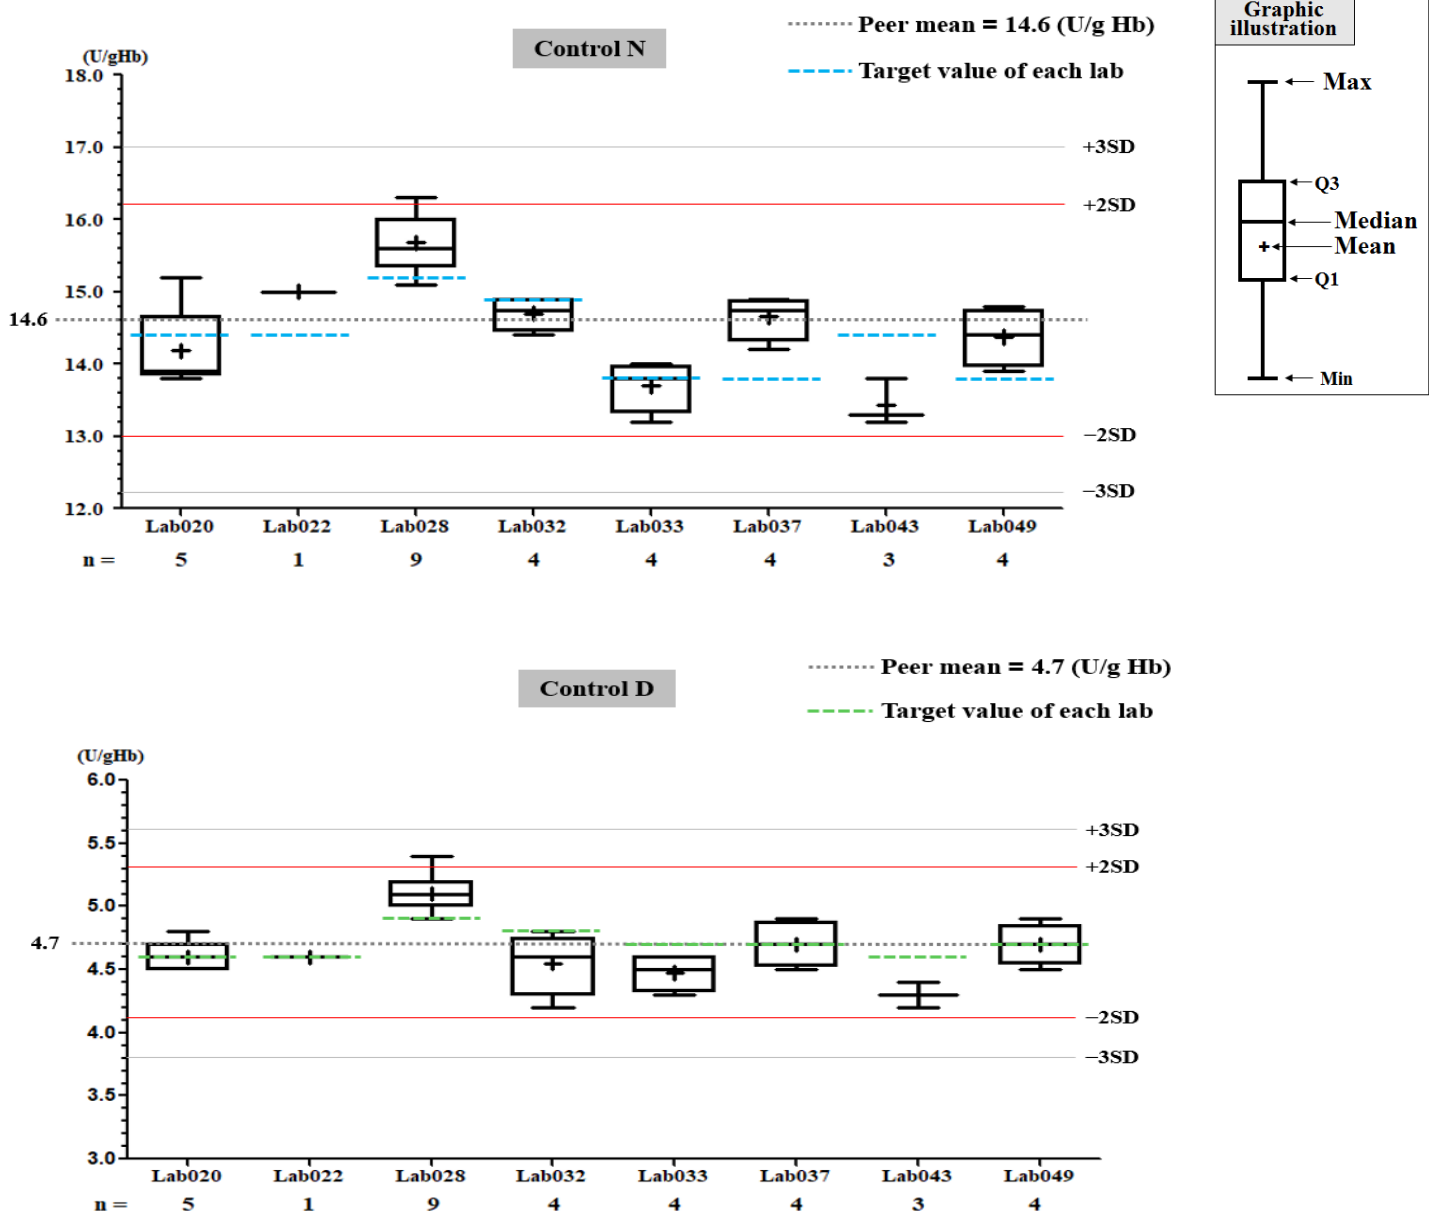 Control N
Peer mean = 14.6 (U/g Hb)
Target value of each lab
(U/gHb)
18.0
17.0
16.0
15.0
14.6
14.0
13.0
12.0
+3SD
+2SD
−2SD
−3SD
Lab020 Lab022 Lab028 Lab032 Lab033 Lab037 Lab043 Lab049
n = 5 1 9 4 4 4 3 4
Graphic
illustration
Max
Q3
Median
Mean
Q1
Min
Control D
Peer mean = 4.7 (U/g Hb)
Target value of each lab
(U/gHb)
6.0
5.5
5.0
4.7
4.5
4.0
3.5
3.0
+3SD
+2SD
−2SD
−3SD
Lab020 Lab022 Lab028 Lab032 Lab033 Lab037 Lab043 Lab049
n = 5 1 9 4 4 4 3 4